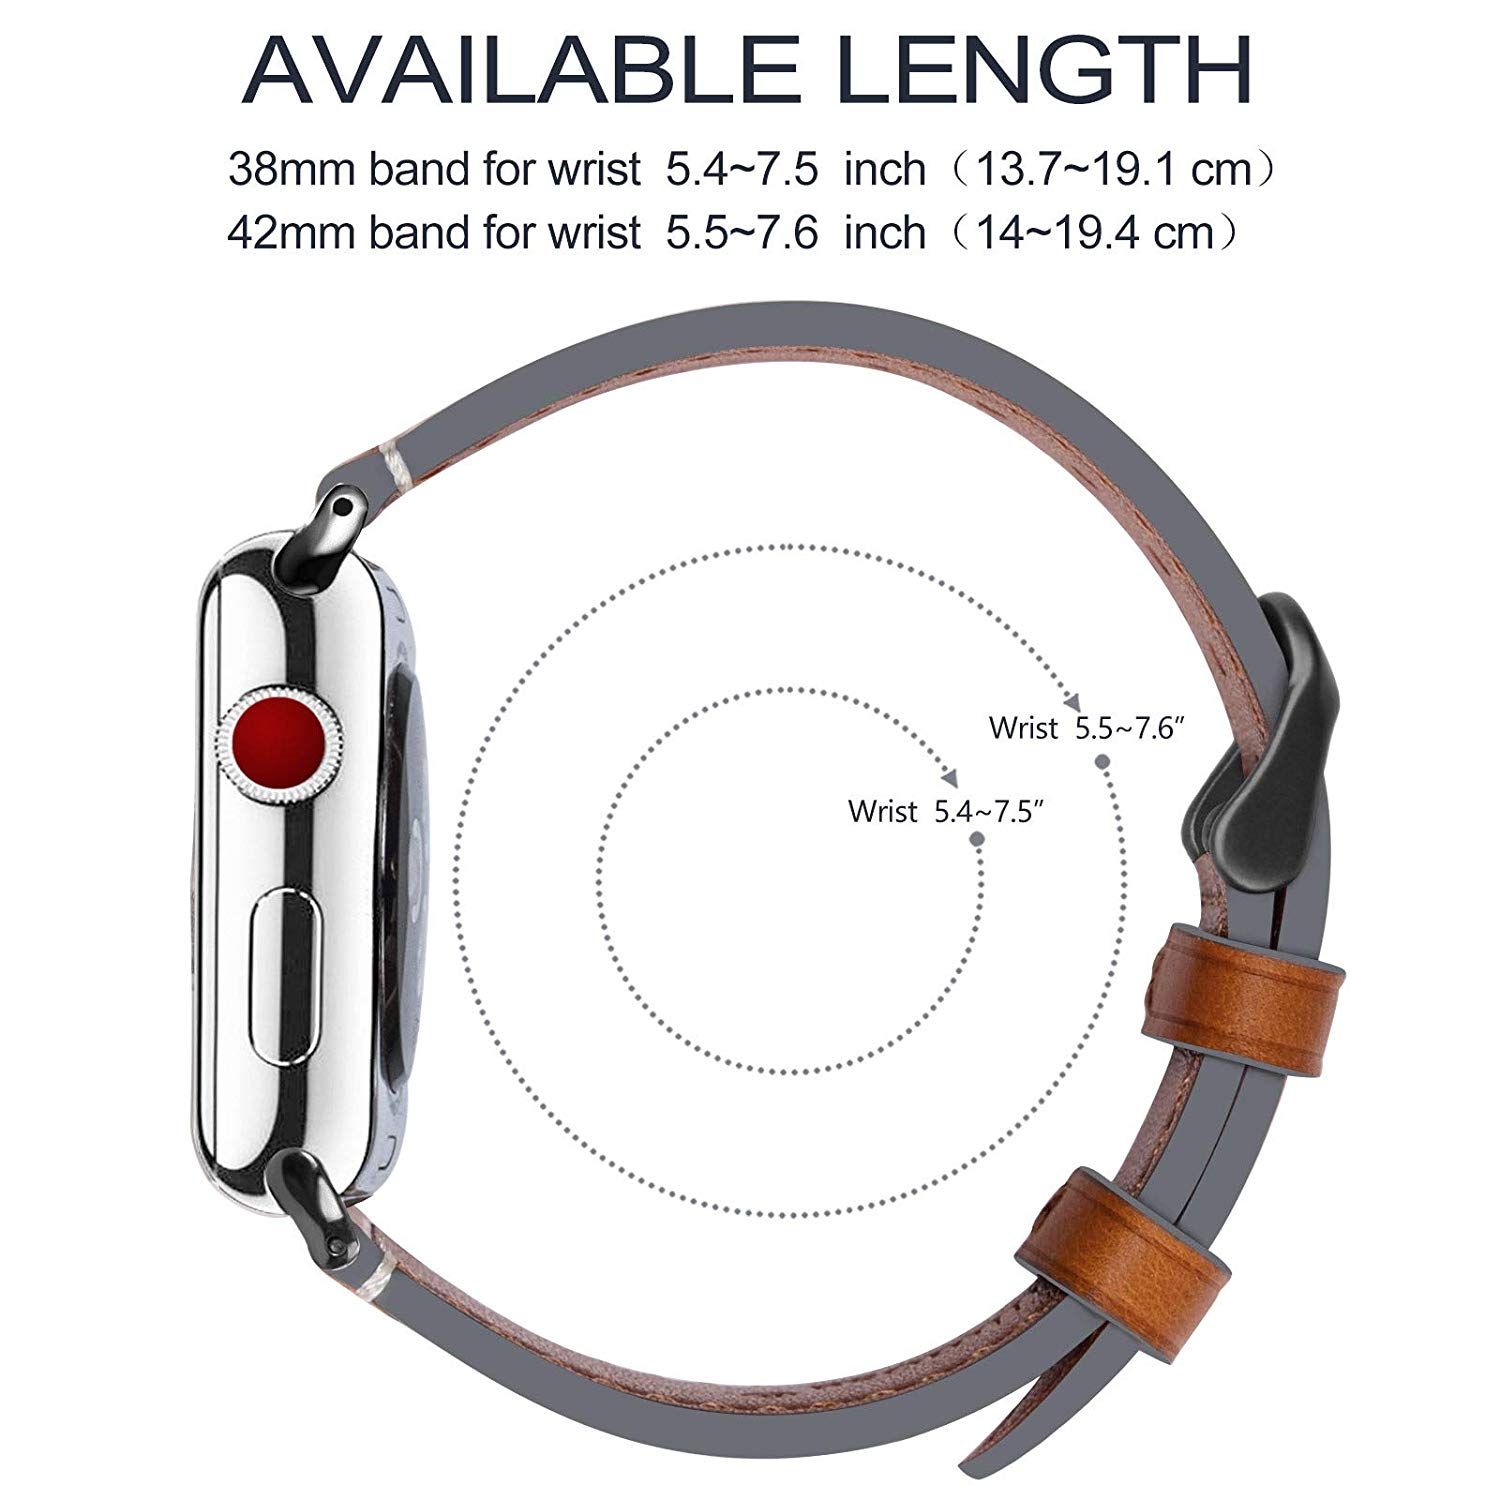 AVAILABLE LENGTH
38mm band for wrist 5.4~7.5 inch（13.7~19.1 cm）
42mm band for wrist 5.5~7.6 inch（14~19.4 cm）
Wrist 5.5~7.6"
Wrist 5.4~7.5"